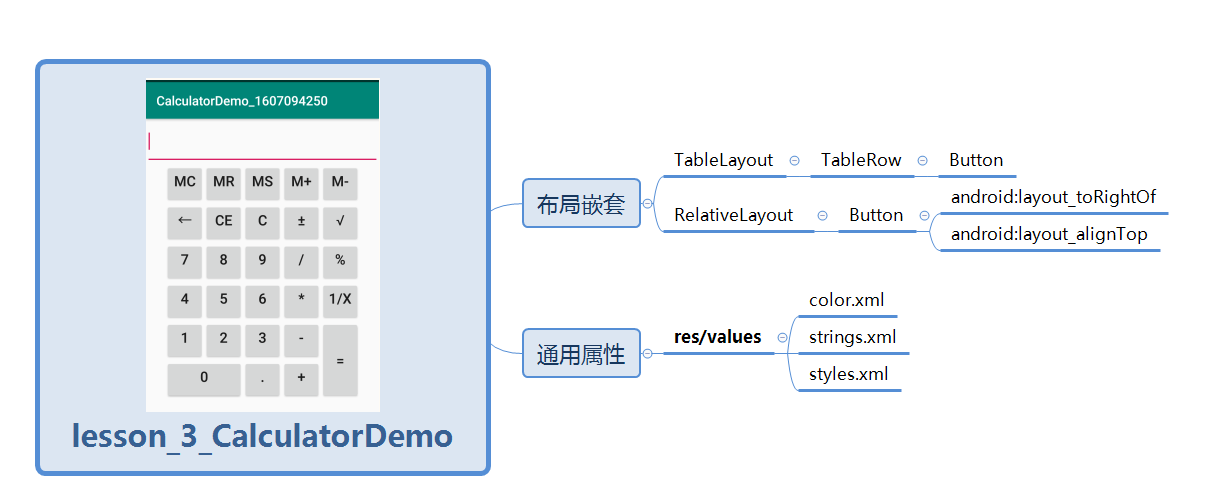 CalculatorDemo_1607094250
MC MR MS M+ M-
← CE C ± √
7 8 9 / %
4 5 6 * 1/X
1 2 3 -
=
0 . +
lesson_3_CalculatorDemo
布局嵌套
TableLayout TableRow Button
RelativeLayout Button
android:layout_toRightOf
android:layout_alignTop
通用属性
res/values
color.xml
strings.xml
styles.xml